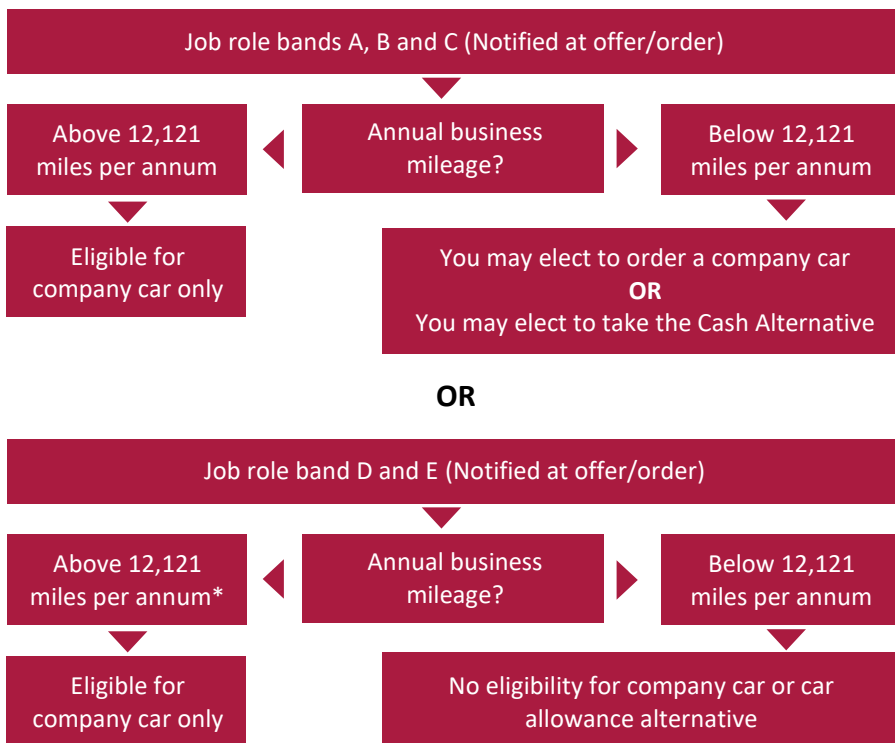 Job role bands A, B and C (Notified at offer/order)
Above 12,121
miles per annum
Annual business
mileage?
Below 12,121
miles per annum
Eligible for
company car only
You may elect to order a company car
OR
You may elect to take the Cash Alternative
OR
Job role band D and E (Notified at offer/order)
Above 12,121
miles per annum*
Annual business
mileage?
Below 12,121
miles per annum
Eligible for
company car only
No eligibility for company car or car
allowance alternative